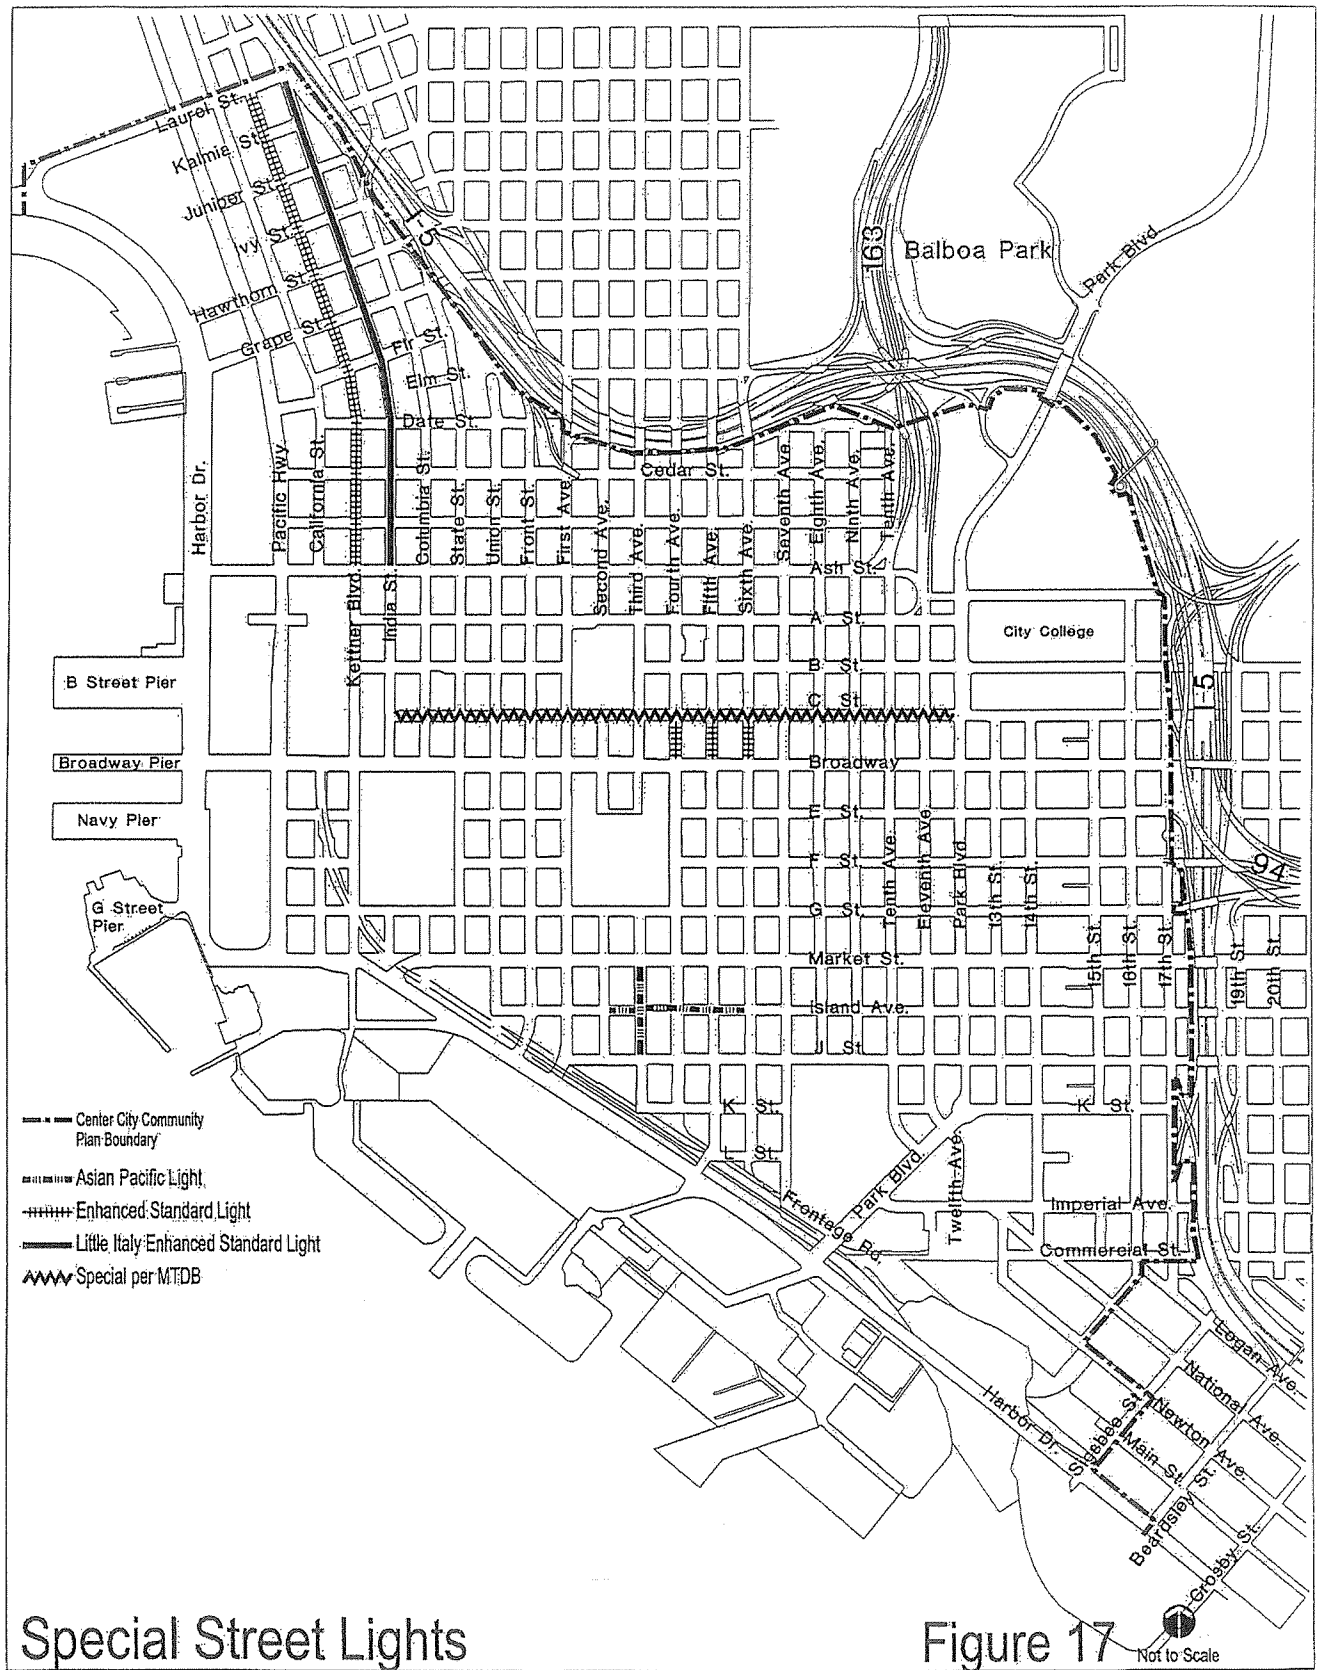 Laurel St.
Kalmia St.
Juniper St.
Ivy St.
Hawthorn St.
Grape St.
Fir St.
Elm St.
Date St.
Cedar St.
I-5
163
Balboa Park
Park Blvd
Harbor Dr.
Pacific Hwy
California St.
Kettner Blvd.
India St.
Columbia St.
State St.
Union St.
Front St.
First Ave.
Second Ave.
Third Ave.
Fourth Ave.
Fifth Ave.
Sixth Ave.
Seventh Ave.
Eighth Ave.
Ninth Ave.
Tenth Ave.
Ash St.
A St.
B St.
C St.
City College
I-5
B Street Pier
Broadway Pier
Broadway
Navy Pier
E St.
F St.
G St.
94
G Street
Pier
Tenth Ave.
Eleventh Ave.
Park Blvd.
13th St.
14th St.
15th St.
16th St.
17th St.
19th St.
20th St.
Market St.
Island Ave.
J St.
K St.
K St.
L St.
Park Blvd.
Twelfth Ave.
Frontage Rd.
Imperial Ave.
Commercial St.
Logan Ave.
National Ave.
Newton Ave.
Main St.
Sigsbee St.
Harbor Dr.
Beardsley St.
Crosby St.
Center City Community
Plan Boundary
Asian Pacific Light
Enhanced Standard Light
Little Italy Enhanced Standard Light
Special per MTDB
Special Street Lights
Figure 17
Not to Scale